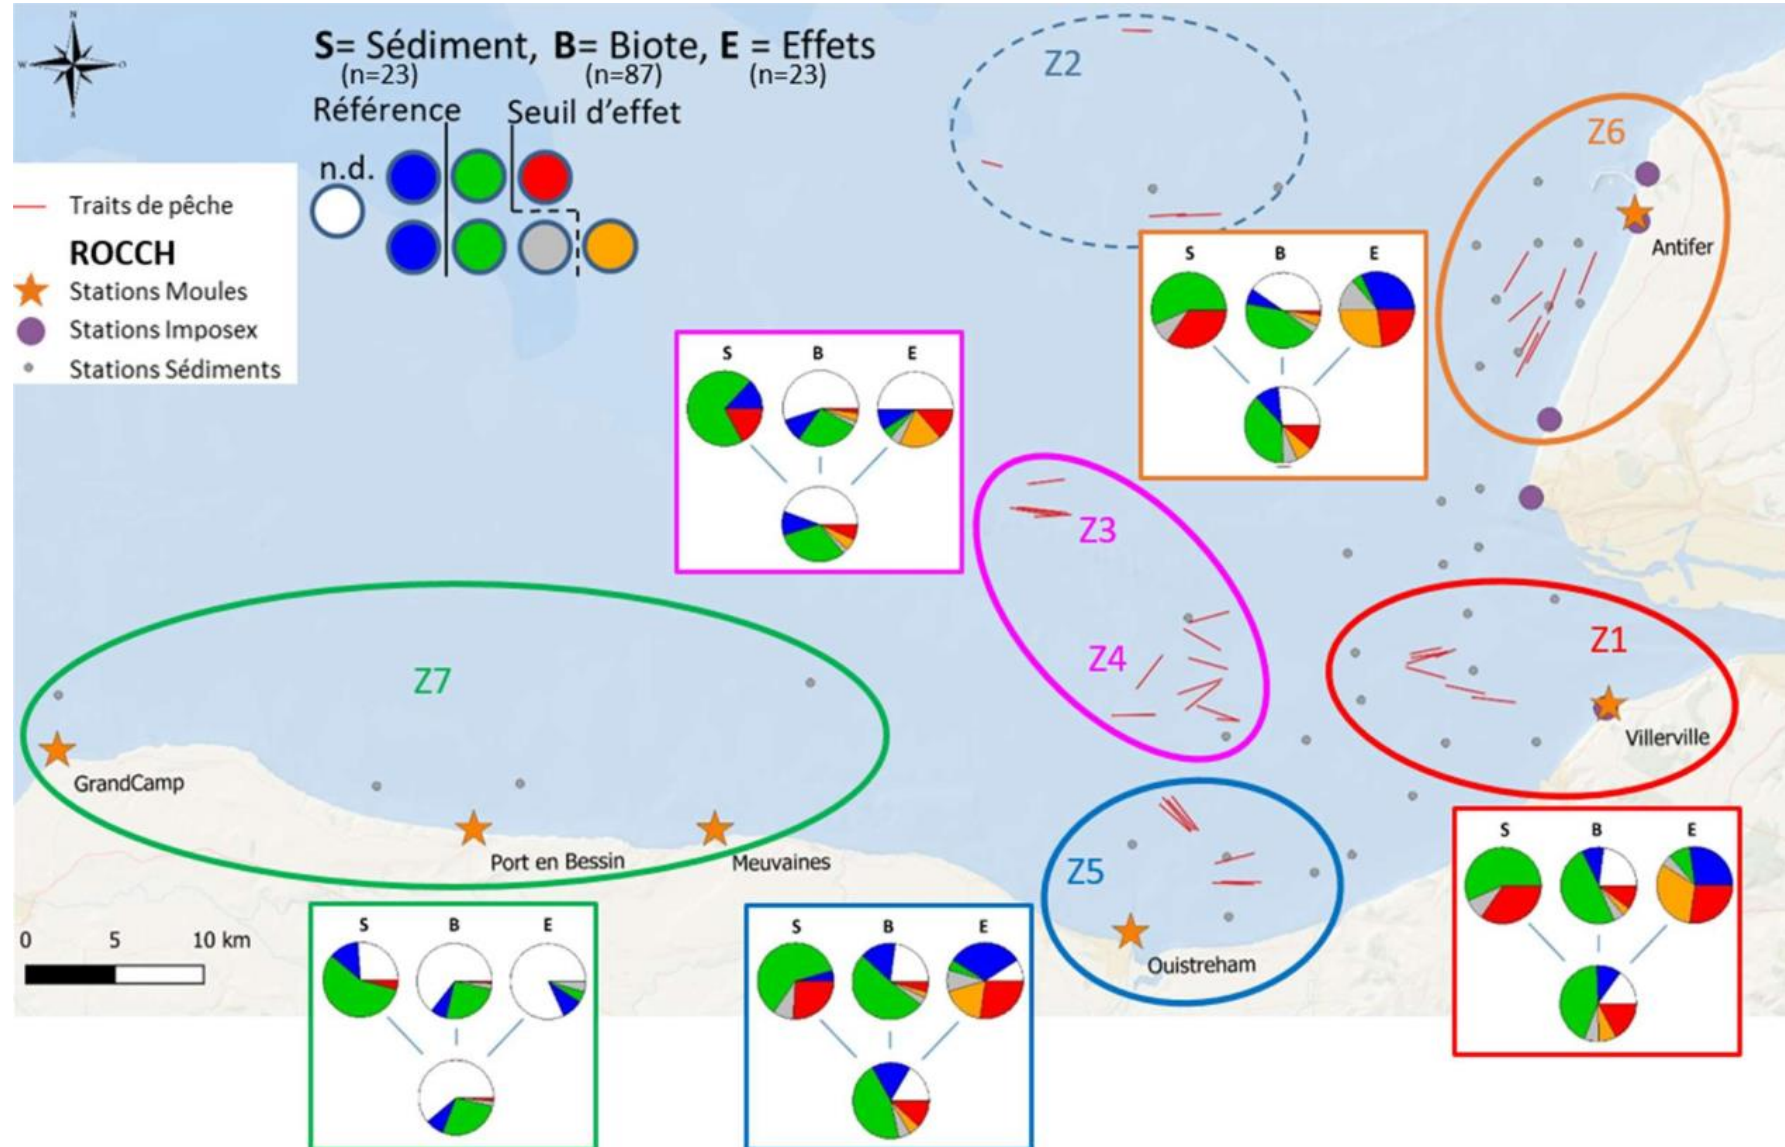 N
W
O
S
S= Sédiment, B= Biote, E = Effets
(n=23) (n=87) (n=23)
Référence Seuil d'effet
n.d.
Traits de pêche
ROCCH
Stations Moules
Stations Imposex
Stations Sédiments
Z2
Z6
Antifer
S B E
S B E
Z3
Z4
Z1
Villerville
Z7
GrandCamp
Port en Bessin
Meuvaines
Z5
Ouistreham
S B E
S B E
S B E
0 5 10 km